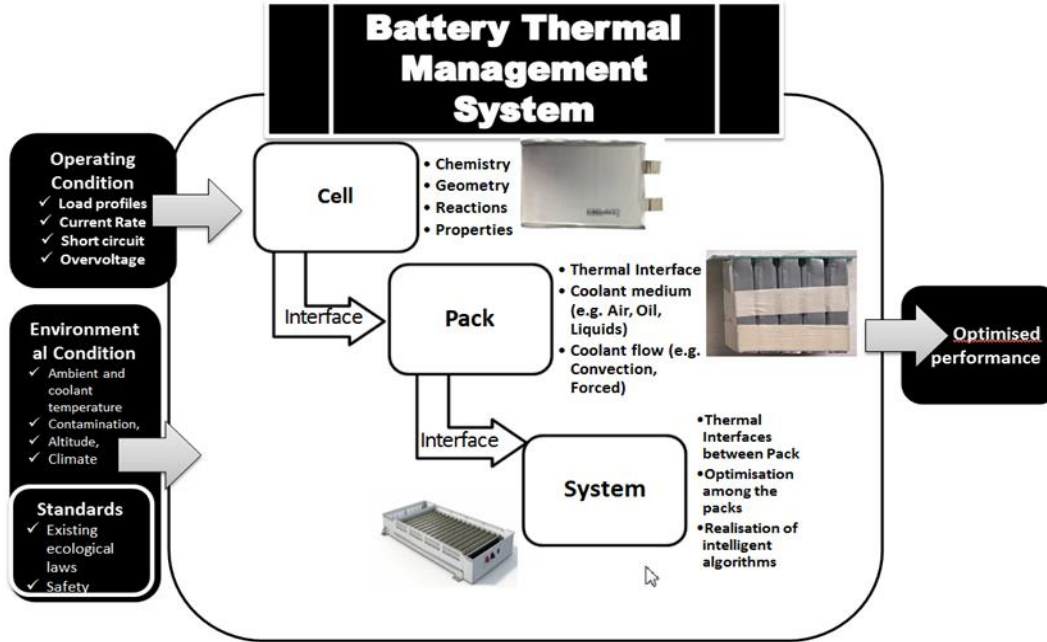 Battery Thermal
Management
System
Operating
Condition
✓ Load profiles
✓ Current Rate
✓ Short circuit
✓ Overvoltage
Cell
• Chemistry
• Geometry
• Reactions
• Properties
Interface
Pack
• Thermal Interface
• Coolant medium
(e.g. Air, Oil,
Liquids)
• Coolant flow (e.g.
Convection,
Forced)
Environment
al Condition
✓ Ambient and
coolant
temperature
✓ Contamination,
✓ Altitude,
✓ Climate
Standards
✓ Existing
ecological
laws
✓ Safety
Interface
System
•Thermal
Interfaces
between Pack
•Optimisation
among the
packs
•Realisation of
intelligent
algorithms
Optimised
performance